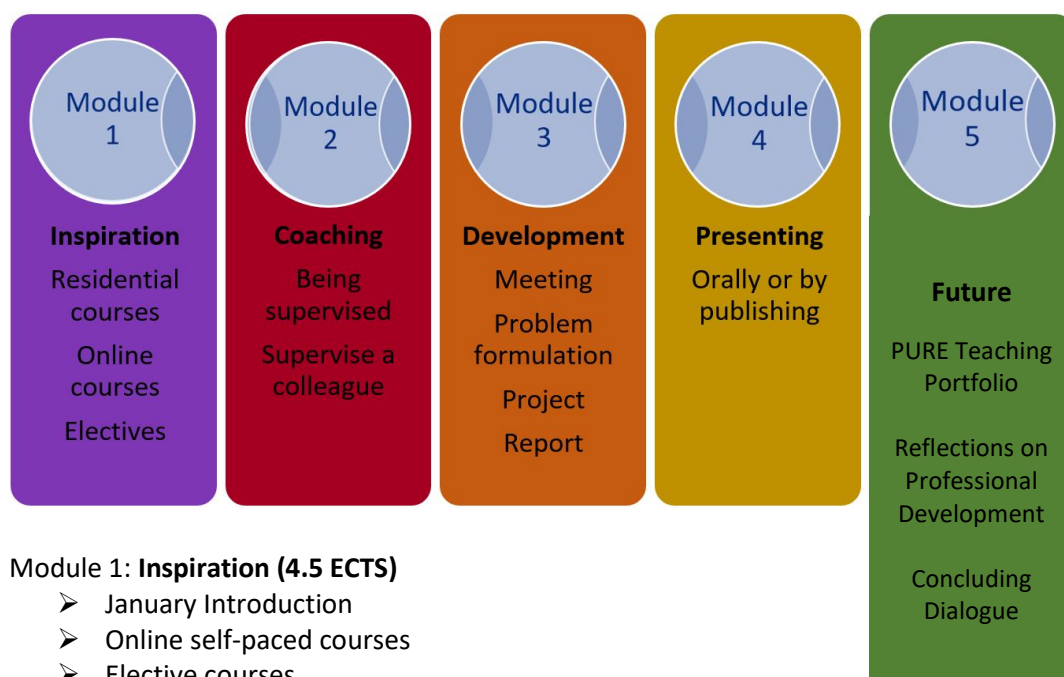 Module
1
Inspiration
Residential
courses
Online
courses
Electives
Module
2
Coaching
Being
supervised
Supervise a
colleague
Module
3
Development
Meeting
Problem
formulation
Project
Report
Module
4
Presenting
Orally or by
publishing
Module
5
Future
PURE Teaching
Portfolio
Reflections on
Professional
Development
Concluding
Dialogue
Module 1: Inspiration (4.5 ECTS)
➢ January Introduction
➢ Online self-paced courses
➢ Elective courses